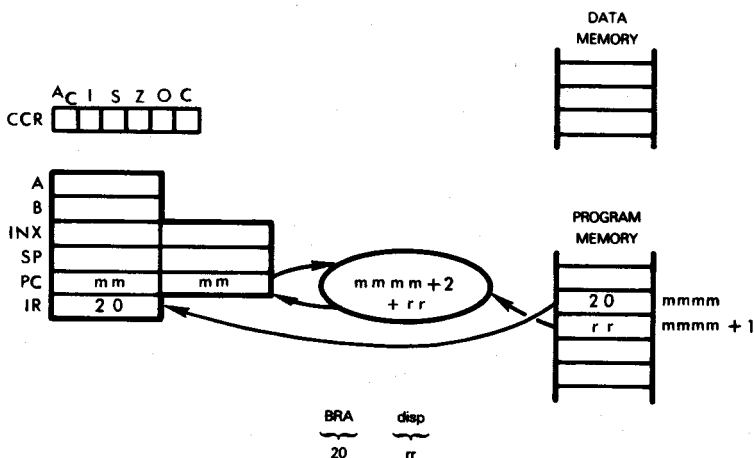 DATA
MEMORY
AC I S Z O C
CCR
A
B
INX
SP
PC mm mm
IR 20
mmmm+2
+ rr
PROGRAM
MEMORY
20 mmmm
rr mmmm + 1
BRA disp
20 rr